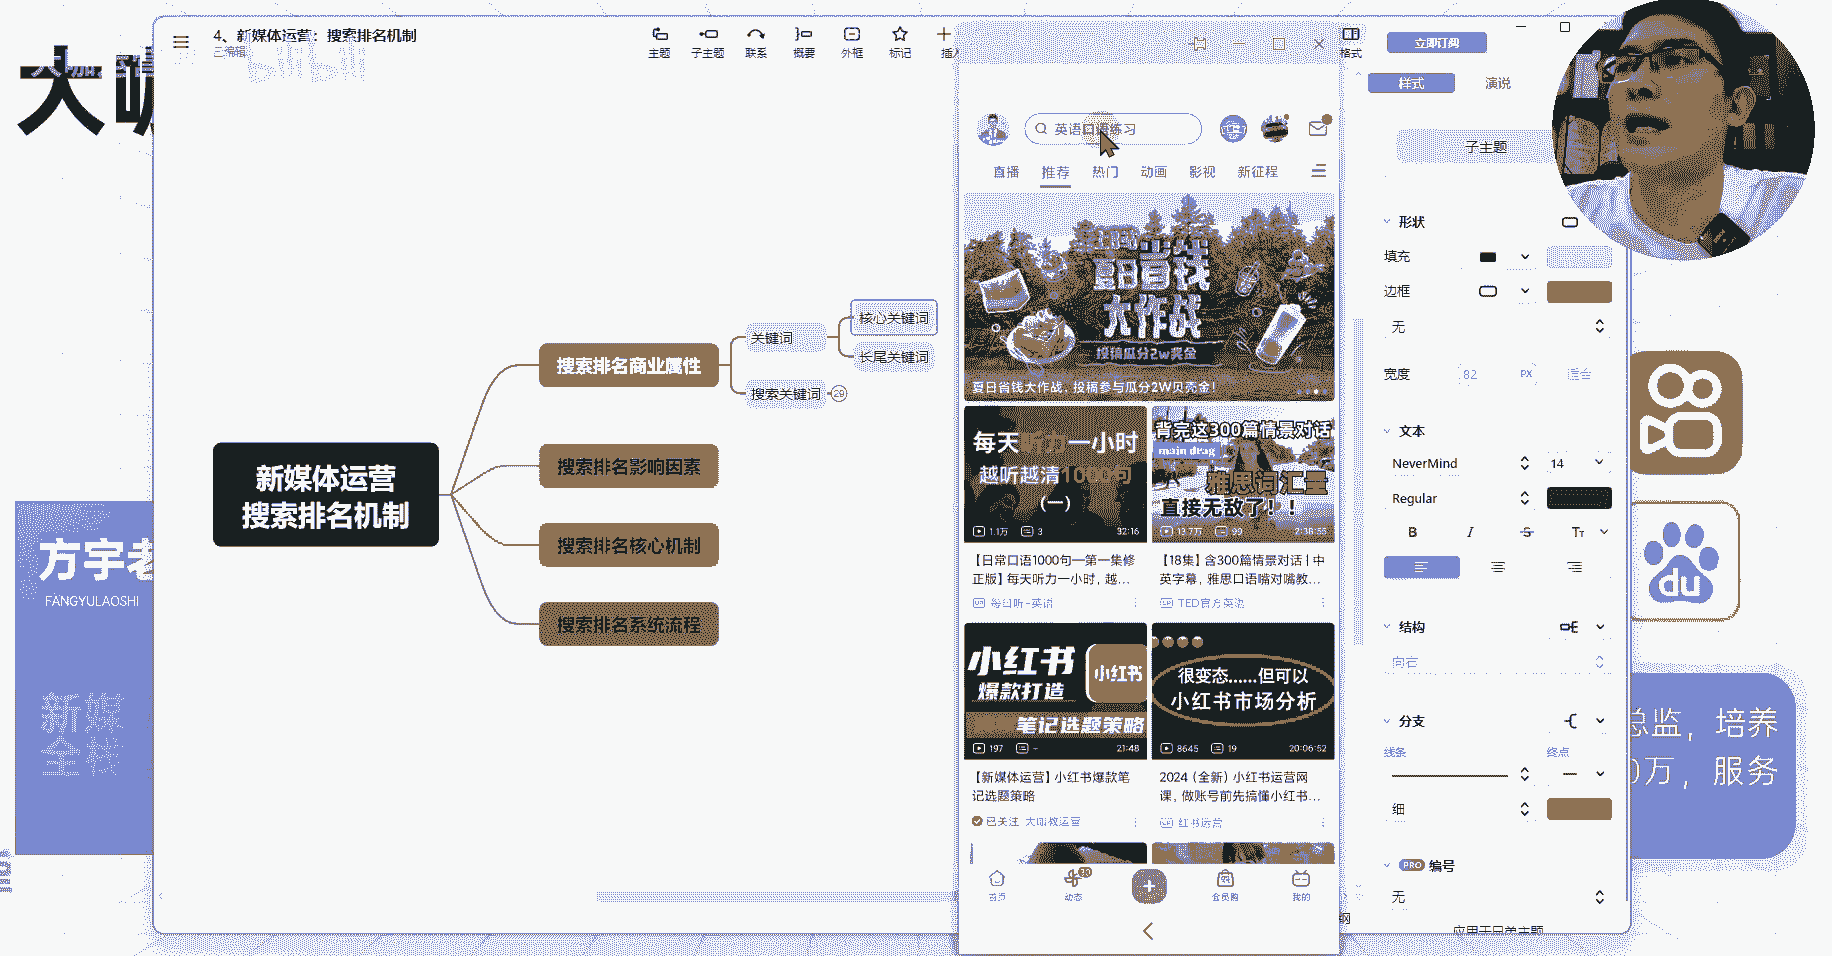 4、新媒体运营：搜索排名机制
已编辑
主题
子主题
联系
概要
外框
标记
格式
立即订阅
样式
演说
子主题
形状
填充
边框
无
宽度
82
PX
文本
NeverMind
14
Regular
B
I
S
TT
结构
向右
分支
线条
终点
细
PRO 编号
无
新媒体运营
搜索排名机制
搜索排名商业属性
搜索排名影响因素
搜索排名核心机制
搜索排名系统流程
关键词
搜索关键词
29
核心关键词
长尾关键词
英语口语练习
直播
推荐
热门
动画
影视
新征程
夏日省钱
大作战
投稿瓜分2w奖金
夏日省钱大作战，投稿参与瓜分2W贝壳金！
每天听力一小时
越听越清1000句
（一）
1.1万
3
32:16
【日常口语1000句—第一集修
正版】每天听力一小时，越...
每日听-英语
背完这300篇情景对话
main drag
雅思词汇量
直接无敌了！！
13.7万
99
2:38:55
【18集】含300篇情景对话 | 中
英字幕，雅思口语嘴对嘴教...
TED官方英语
小红书
爆款打造
小红书
笔记选题策略
197
21:48
【新媒体运营】小红书爆款笔
记选题策略
已关注
很变态......但可以
小红书市场分析
8645
19
20:06:52
2024（全新）小红书运营网
课，做账号前先搞懂小红书...
红书运营
首页
动态
会员购
我的
方宇老
FANGYULAOSHI
新媒
全栈
du
总监，培养
0万，服务